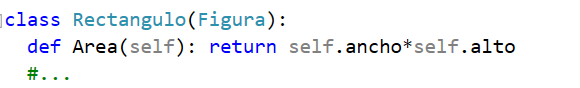 class Rectangulo(Figura):
  def Area(self): return self.ancho*self.alto
  #...